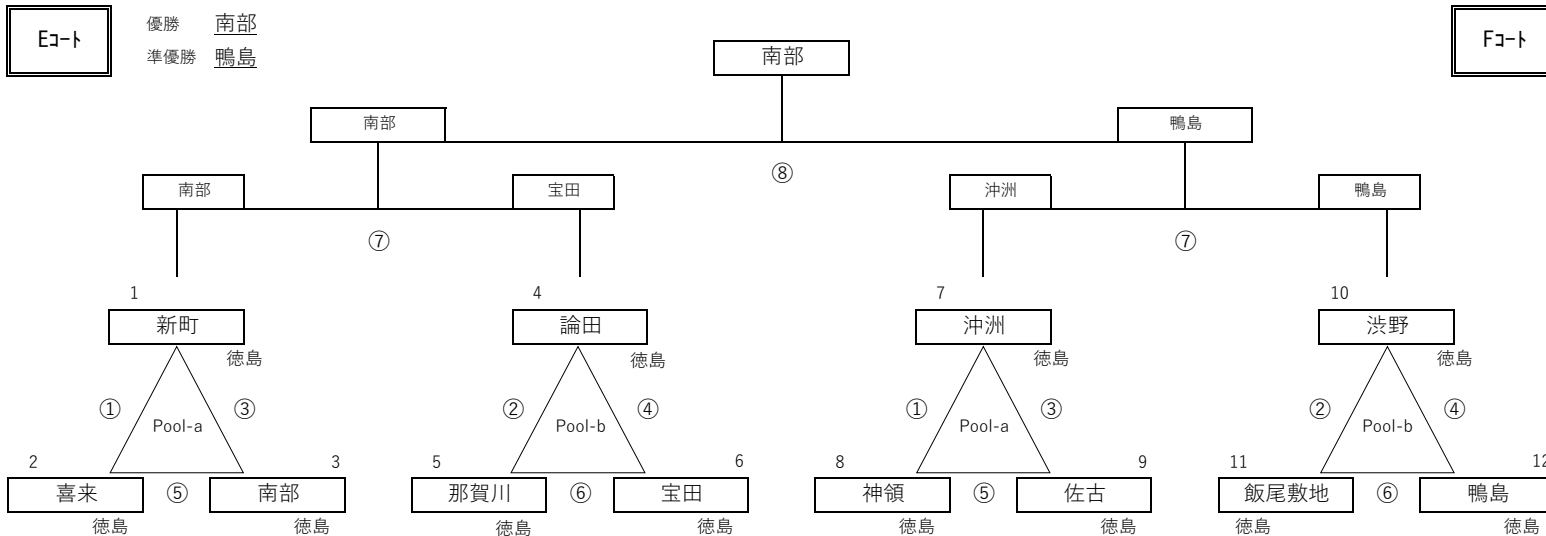 Eコート
優勝 南部
準優勝 鴨島
Fコート
南部
南部 鴨島
⑧
南部 宝田 沖洲 鴨島
⑦ ⑦
1 4 7 10
新町 論田 沖洲 渋野
徳島 徳島 徳島 徳島
① ③ ② ④ ① ③ ② ④
Pool-a Pool-b Pool-a Pool-b
2 3 5 6 8 9 11 12
喜来 ⑤ 南部 那賀川 ⑥ 宝田 神領 ⑤ 佐古 飯尾敷地 ⑥ 鴨島
徳島 徳島 徳島 徳島 徳島 徳島 徳島 徳島